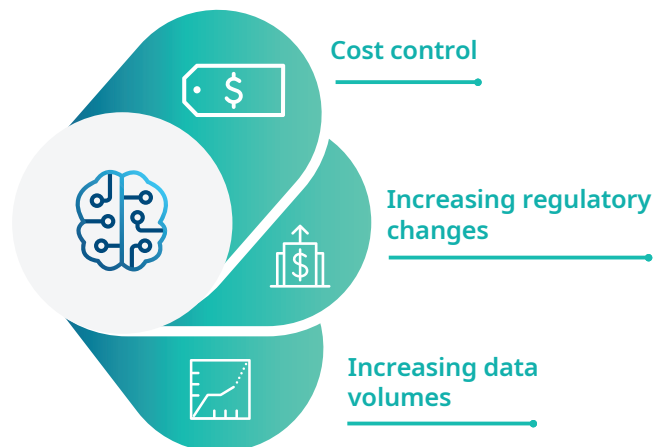 Cost control
Increasing regulatory
changes
Increasing data
volumes
$
$